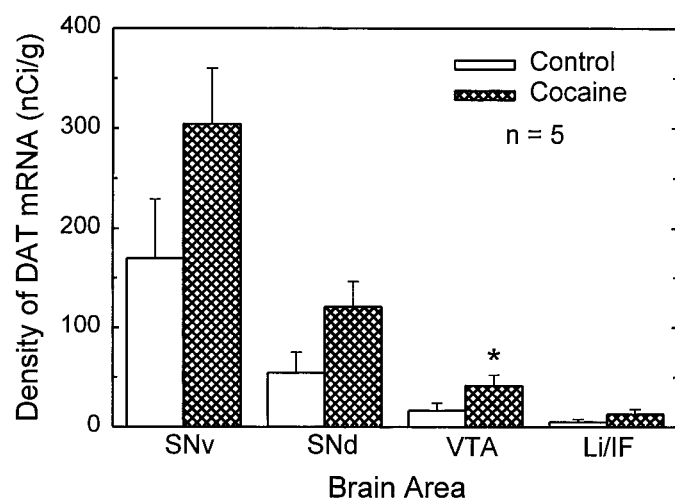 400
300
200
100
0
Density of DAT mRNA (nCi/g)
Control
Cocaine
n = 5
*
SNv SNd VTA Li/IF
Brain Area